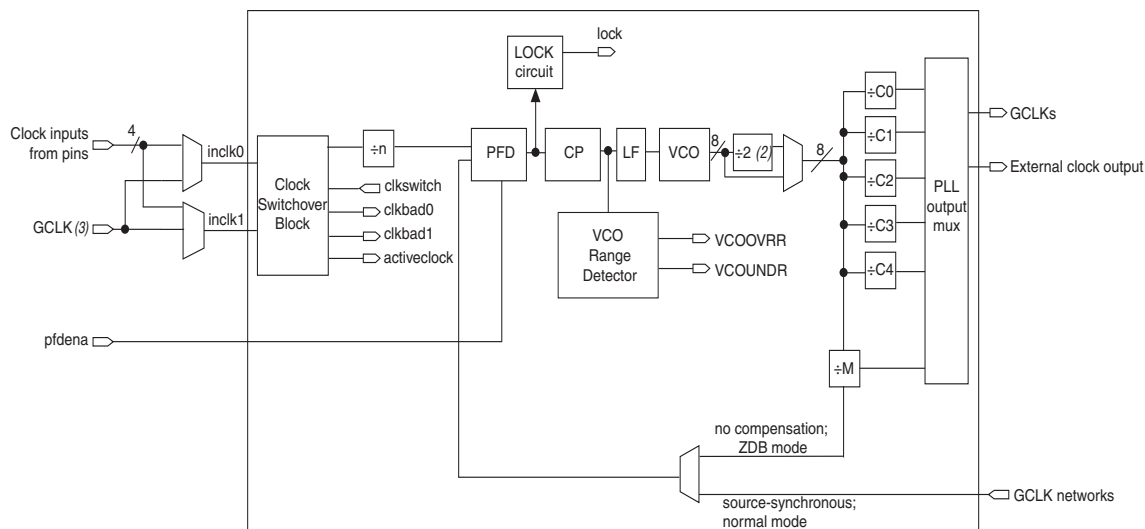 lock
LOCK
circuit
÷C0
GCLKs
4
Clock inputs
from pins
inclk0
÷n
PFD
CP
LF
VCO
8
÷2 (2)
8
÷C1
External clock output
Clock
Switchover
Block
clkswitch
÷C2
PLL
output
mux
clkbad0
inclk1
GCLK (3)
clkbad1
VCO
Range
Detector
VCOOVRR
÷C3
activeclock
VCOUNDR
÷C4
pfdena
÷M
no compensation;
ZDB mode
GCLK networks
source-synchronous;
normal mode